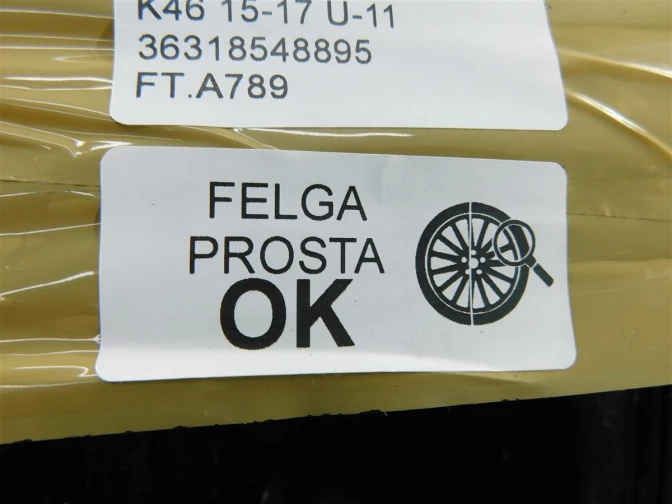 K46 15-17 U-11
36318548895
FT.A789
FELGA
PROSTA
OK